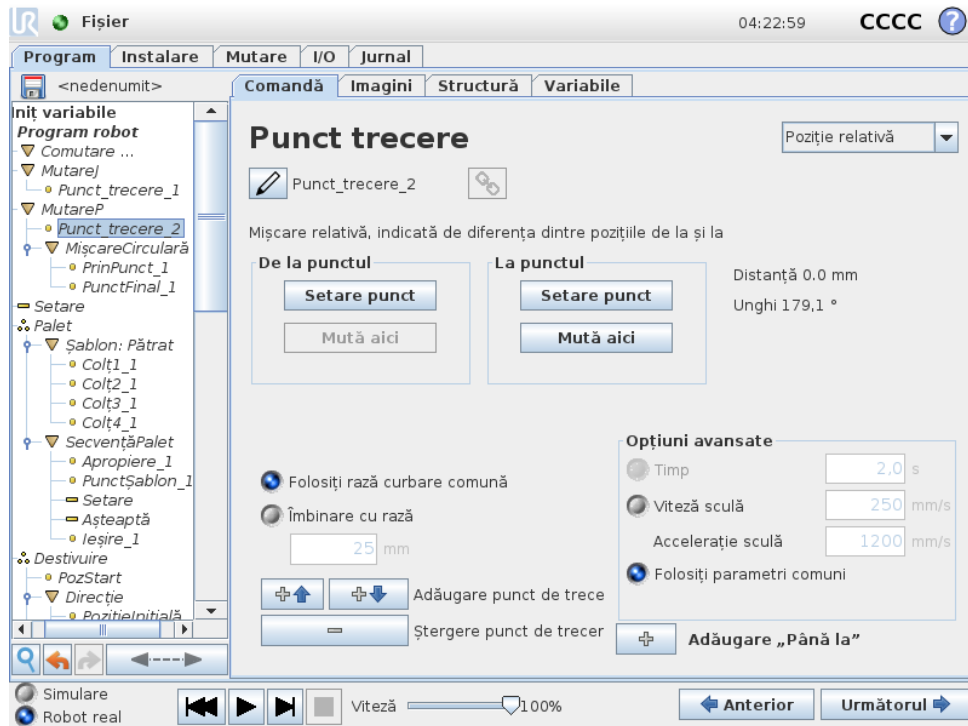 Fișier
04:22:59
CCCC
?
Program Instalare Mutare I/O Jurnal
<nedenumit>
Comandă Imagini Structură Variabile
Iniț variabile
Program robot
Comutare ...
MutareJ
Punct_trecere_1
MutareP
Punct_trecere_2
MișcareCirculară
PrinPunct_1
PunctFinal_1
Setare
Palet
Șablon: Pătrat
Colț1_1
Colț2_1
Colț3_1
Colț4_1
SecvențăPalet
Apropiere_1
PunctȘablon_1
Setare
Așteaptă
Ieșire_1
Destivuire
PozStart
Direcție
PozițieInițială
Punct trecere
Poziție relativă
Punct_trecere_2
Mișcare relativă, indicată de diferența dintre pozițiile de la și la
De la punctul
Setare punct
Mută aici
La punctul
Setare punct
Mută aici
Distanță 0.0 mm
Unghi 179,1 °
Folosiți rază curbare comună
Îmbinare cu rază
25 mm
Adăugare punct de trece
Ștergere punct de trecer
Opțiuni avansate
Timp 2,0 s
Viteză sculă 250 mm/s
Accelerație sculă 1200 mm/s
Folosiți parametri comuni
Adăugare „Până la”
Simulare
Robot real
Viteză 100%
Anterior
Următorul